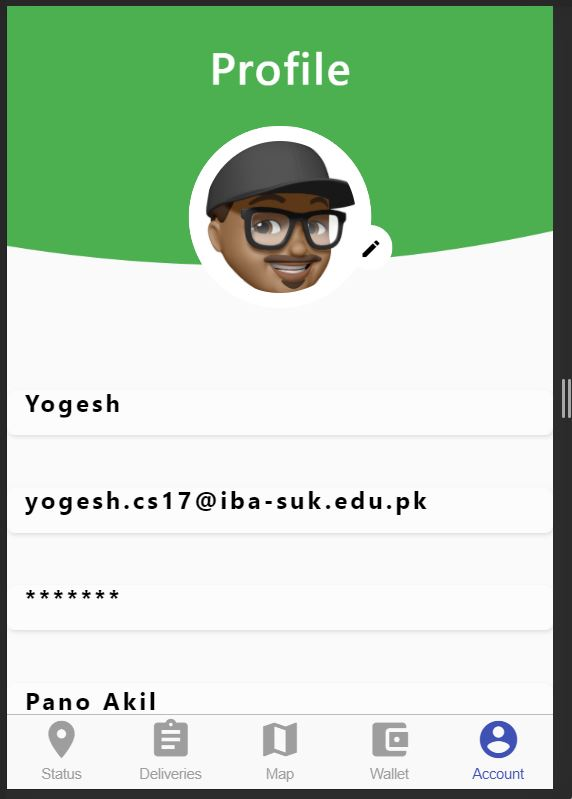 Profile
Yogesh
yogesh.cs17@iba-suk.edu.pk
*******
Pano Akil
Status
Deliveries
Map
Wallet
Account